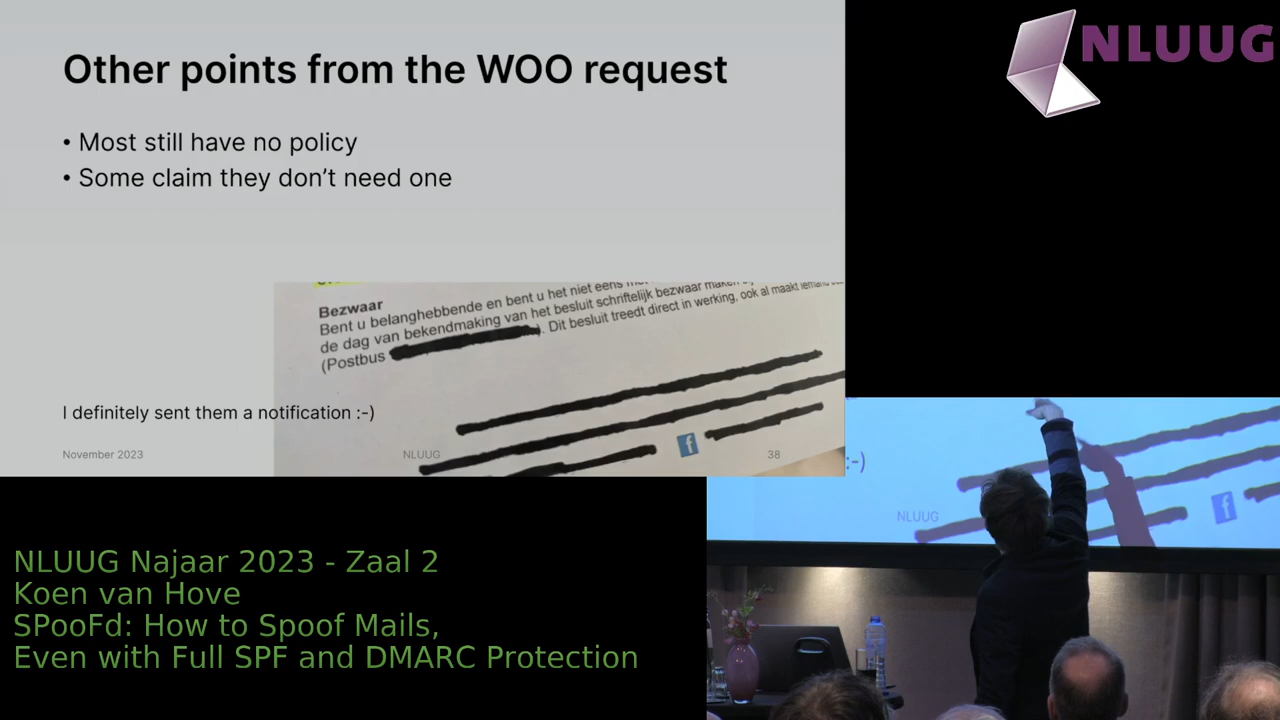 Other points from the WOO request
• Most still have no policy
• Some claim they don't need one
Bezwaar
Bent u belanghebbende en bent u het niet eens
de dag van bekendmaking van het besluit schriftelijk bezwaar maken
(Postbus ). Dit besluit treedt direct in werking, ook al maakt iemand
I definitely sent them a notification :-)
November 2023
NLUUG
38
f
NLUUG
:-)
NLUUG
f
NLUUG Najaar 2023 - Zaal 2
Koen van Hove
SPooFd: How to Spoof Mails,
Even with Full SPF and DMARC Protection